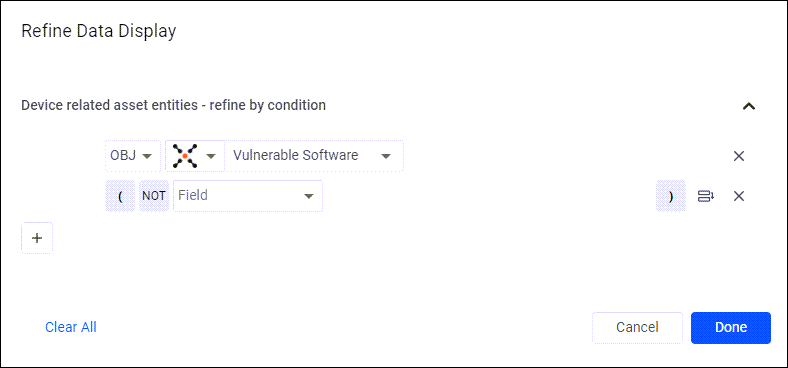 Refine Data Display
Device related asset entities - refine by condition
OBJ Vulnerable Software
( NOT Field )
Clear All Cancel Done